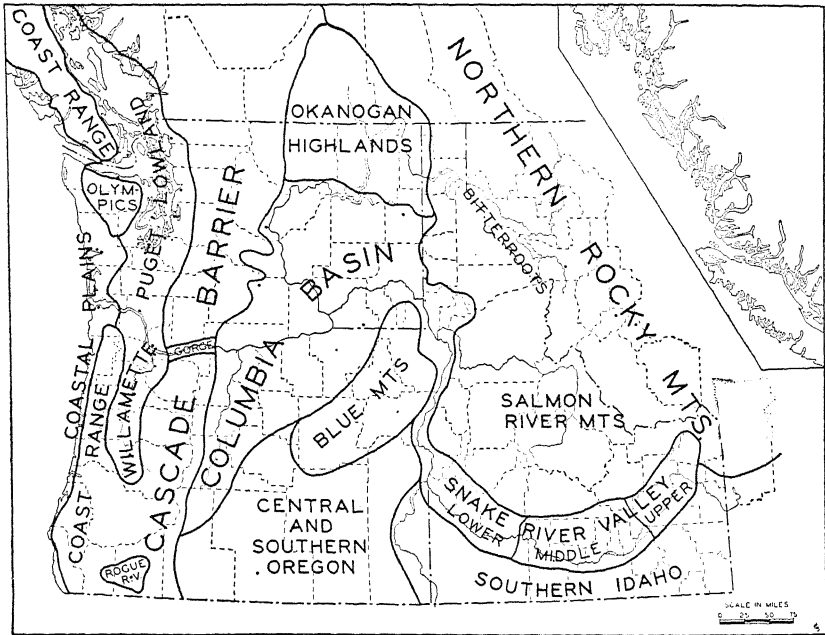 COAST RANGE
OLYM-
PICS
PUGET LOWLAND
COASTAL PLAINS
COAST RANGE
WILLAMETTE
CASCADE BARRIER
GORGE
ROGUE
R.V.
OKANOGAN
HIGHLANDS
COLUMBIA BASIN
BLUE MTS
CENTRAL
AND
SOUTHERN
OREGON
NORTHERN ROCKY MTS
BITTERROOTS
SALMON
RIVER MTS
SNAKE RIVER VALLEY
LOWER
MIDDLE
UPPER
SOUTHERN IDAHO
SCALE IN MILES
0 25 50 75